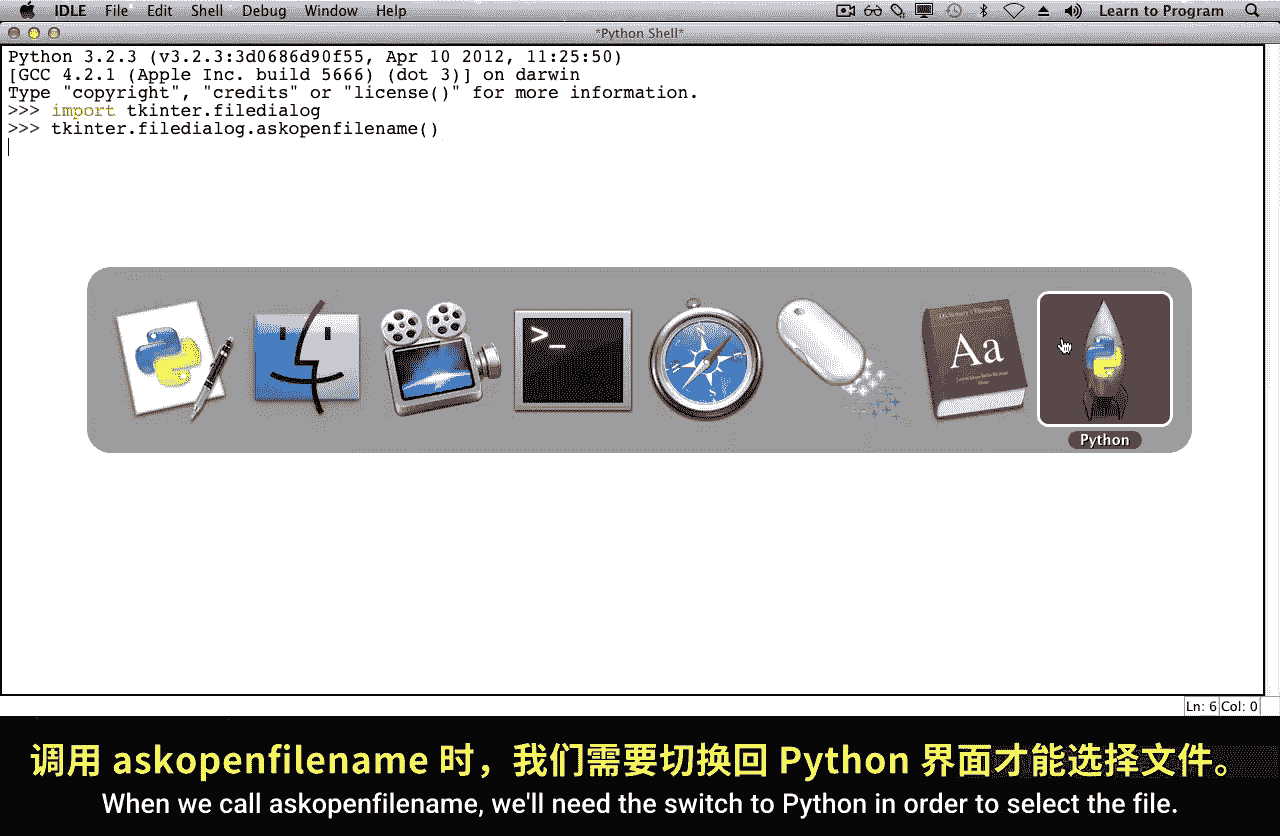 IDLE File Edit Shell Debug Window Help Learn to Program
*Python Shell*
Python 3.2.3 (v3.2.3:3d0686d90f55, Apr 10 2012, 11:25:50)
[GCC 4.2.1 (Apple Inc. build 5666) (dot 3)] on darwin
Type "copyright", "credits" or "license()" for more information.
>>> import tkinter.filedialog
>>> tkinter.filedialog.askopenfilename()
>_
Aa
Python
Ln: 6 Col: 0
调用 askopenfilename 时，我们需要切换回 Python 界面才能选择文件。
When we call askopenfilename, we'll need the switch to Python in order to select the file.